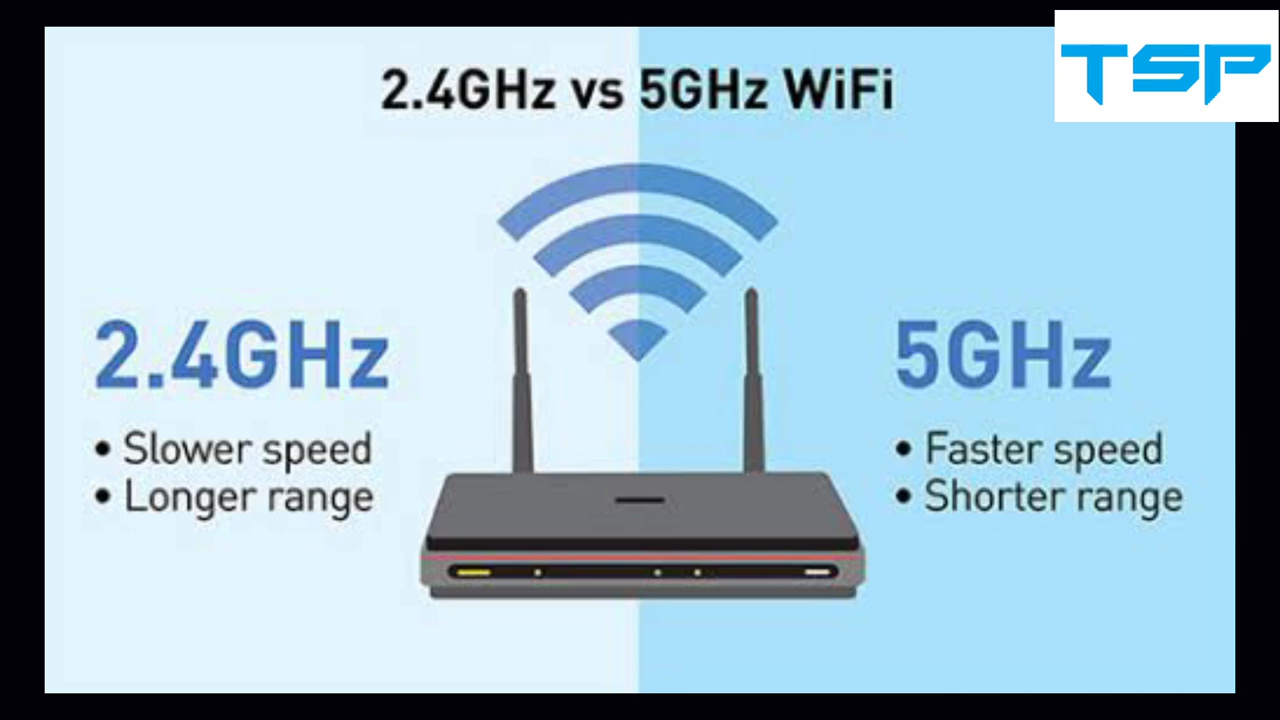 TSP
2.4GHz vs 5GHz WiFi
2.4GHz
• Slower speed
• Longer range
5GHz
• Faster speed
• Shorter range